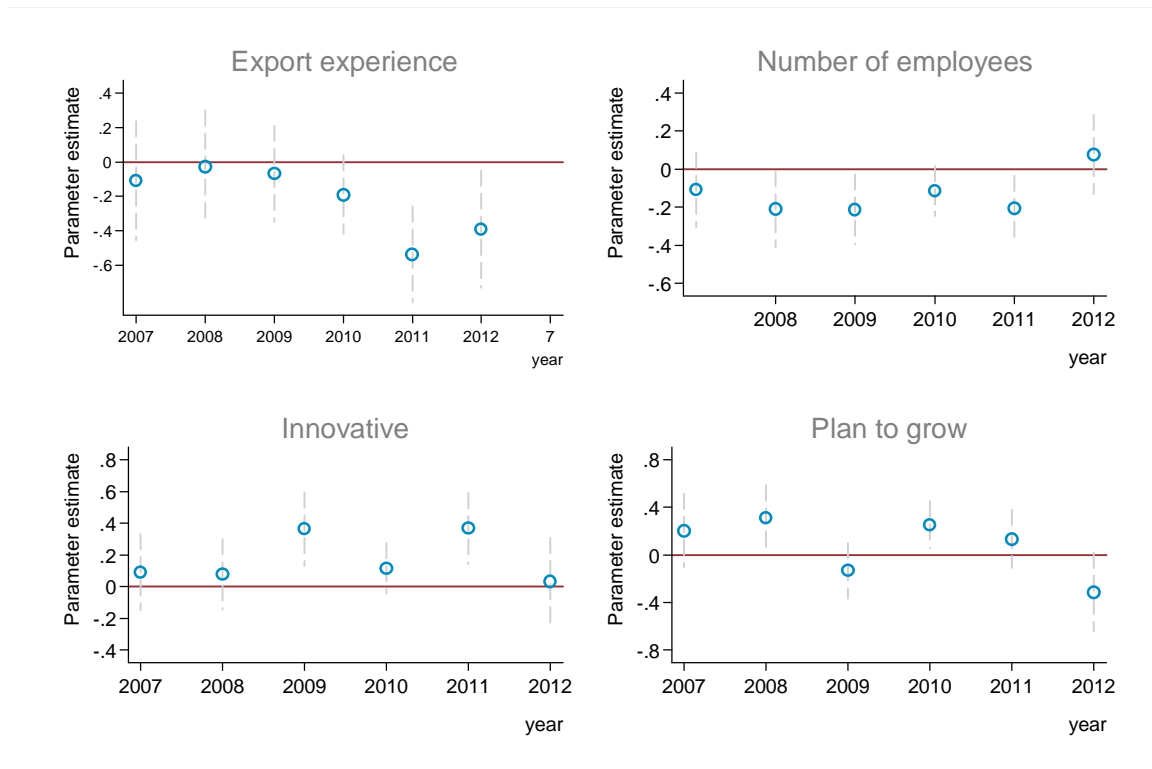 Export experience
Parameter estimate
.4
.2
0
-.2
-.4
-.6
2007 2008 2009 2010 2011 2012 7
year
Number of employees
Parameter estimate
.4
.2
0
-.2
-.4
-.6
2008 2009 2010 2011 2012
year
Innovative
Parameter estimate
.8
.6
.4
.2
0
-.2
-.4
2007 2008 2009 2010 2011 2012
year
Plan to grow
Parameter estimate
.8
.4
0
-.4
-.8
2007 2008 2009 2010 2011 2012
year